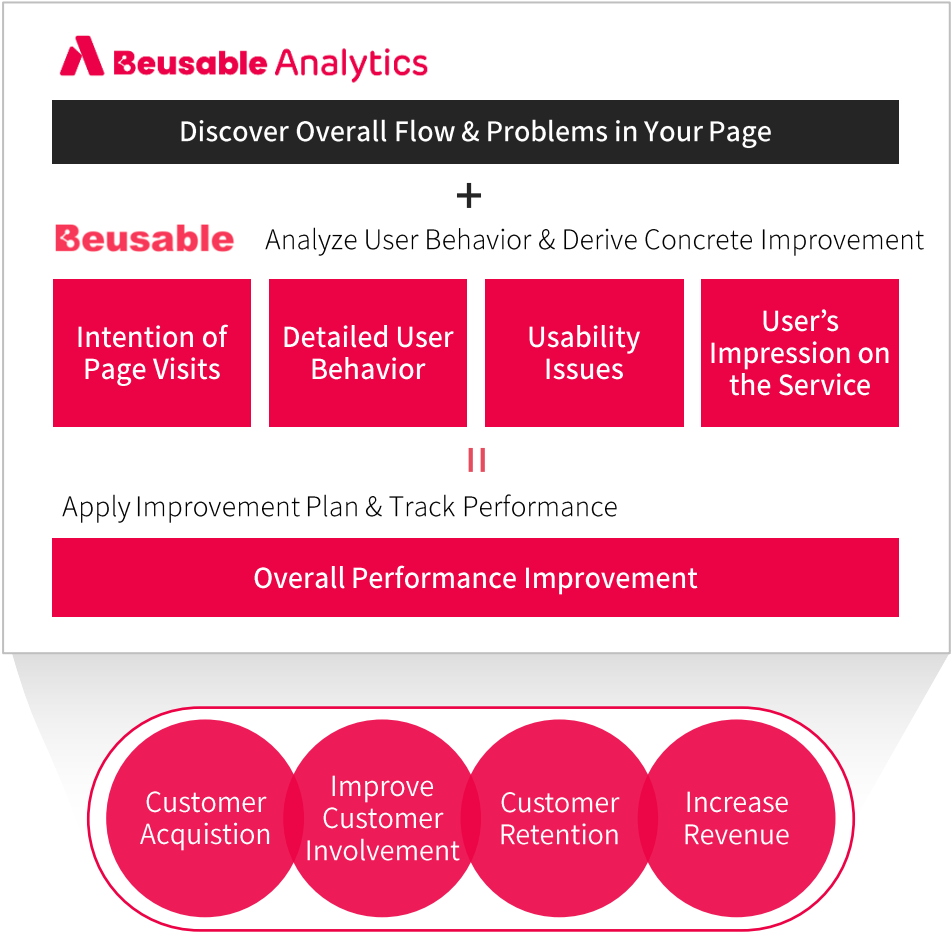 Beusable Analytics
Discover Overall Flow & Problems in Your Page
+
Beusable Analyze User Behavior & Derive Concrete Improvement
Intention of
Page Visits
Detailed User
Behavior
Usability
Issues
User's
Impression on
the Service
=
Apply Improvement Plan & Track Performance
Overall Performance Improvement
Customer
Acquistion
Improve
Customer
Involvement
Customer
Retention
Increase
Revenue